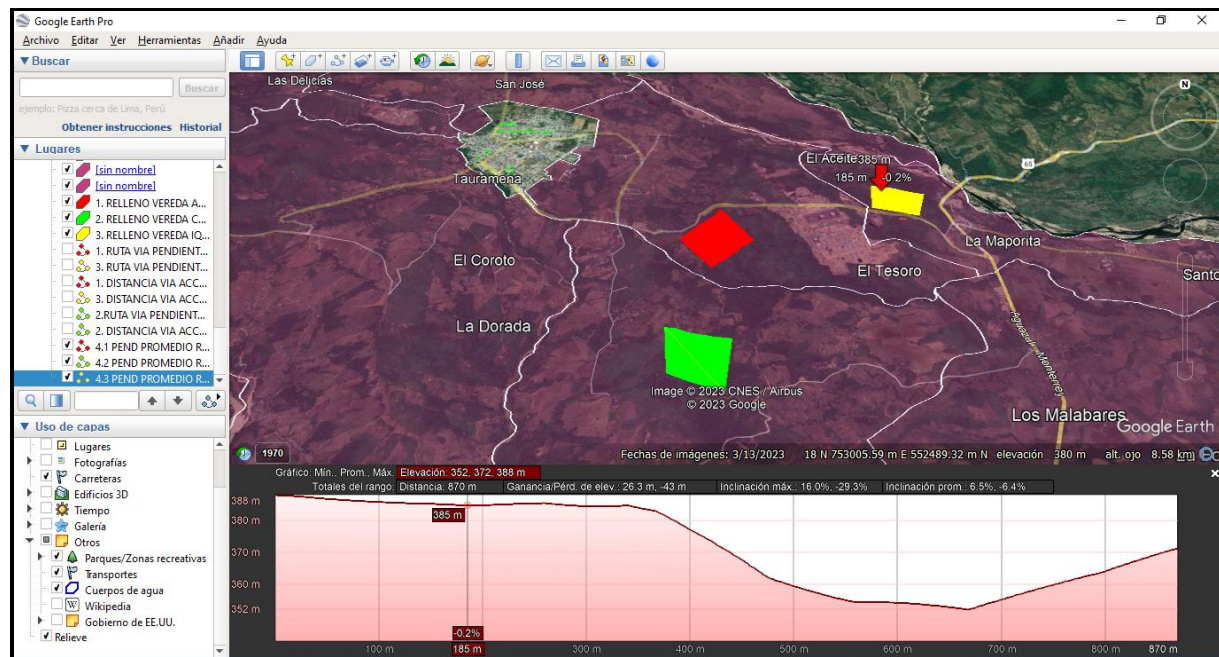 Google Earth Pro
Archivo Editar Ver Herramientas Añadir Ayuda
Buscar
Buscar
ejemplo: Pizza cerca de Lima, Perú
Obtener instrucciones Historial
Lugares
[sin nombre]
[sin nombre]
1. RELLENO VEREDA A...
2. RELLENO VEREDA C...
3. RELLENO VEREDA IQ...
1. RUTA VIA PENDIENT...
3. RUTA VIA PENDIENT...
1. DISTANCIA VIA ACC...
3. DISTANCIA VIA ACC...
2.RUTA VIA PENDIENT...
2. DISTANCIA VIA ACC...
4.1 PEND PROMEDIO R...
4.2 PEND PROMEDIO R...
4.3 PEND PROMEDIO R...
Uso de capas
Lugares
Fotografías
Carreteras
Edificios 3D
Tiempo
Galería
Otros
Parques/Zonas recreativas
Transportes
Cuerpos de agua
Wikipedia
Gobierno de EE.UU.
Relieve
Las Delicias
San José
N
El Aceite 385 m
65
185 m -0.2%
Tauramena
La Maporita
El Coroto
El Tesoro
Santo
La Dorada
Aguazul - Monterrey
Image © 2023 CNES / Airbus
© 2023 Google
Los Malabares
Google Earth
1970
Fechas de imágenes: 3/13/2023 18 N 753005.59 m E 552489.32 m N elevación 380 m alt. ojo 8.58 km
Gráfico: Mín., Prom., Máx. Elevación: 352, 372, 388 m
Totales del rango: Distancia: 870 m Ganancia/Pérd. de elev.: 26.3 m, -43 m Inclinación máx.: 16.0%, -29.3% Inclinación prom.: 6.5%, -6.4%
388 m
385 m
380 m
370 m
360 m
352 m
-0.2%
100 m 185 m 300 m 400 m 500 m 600 m 700 m 800 m 870 m